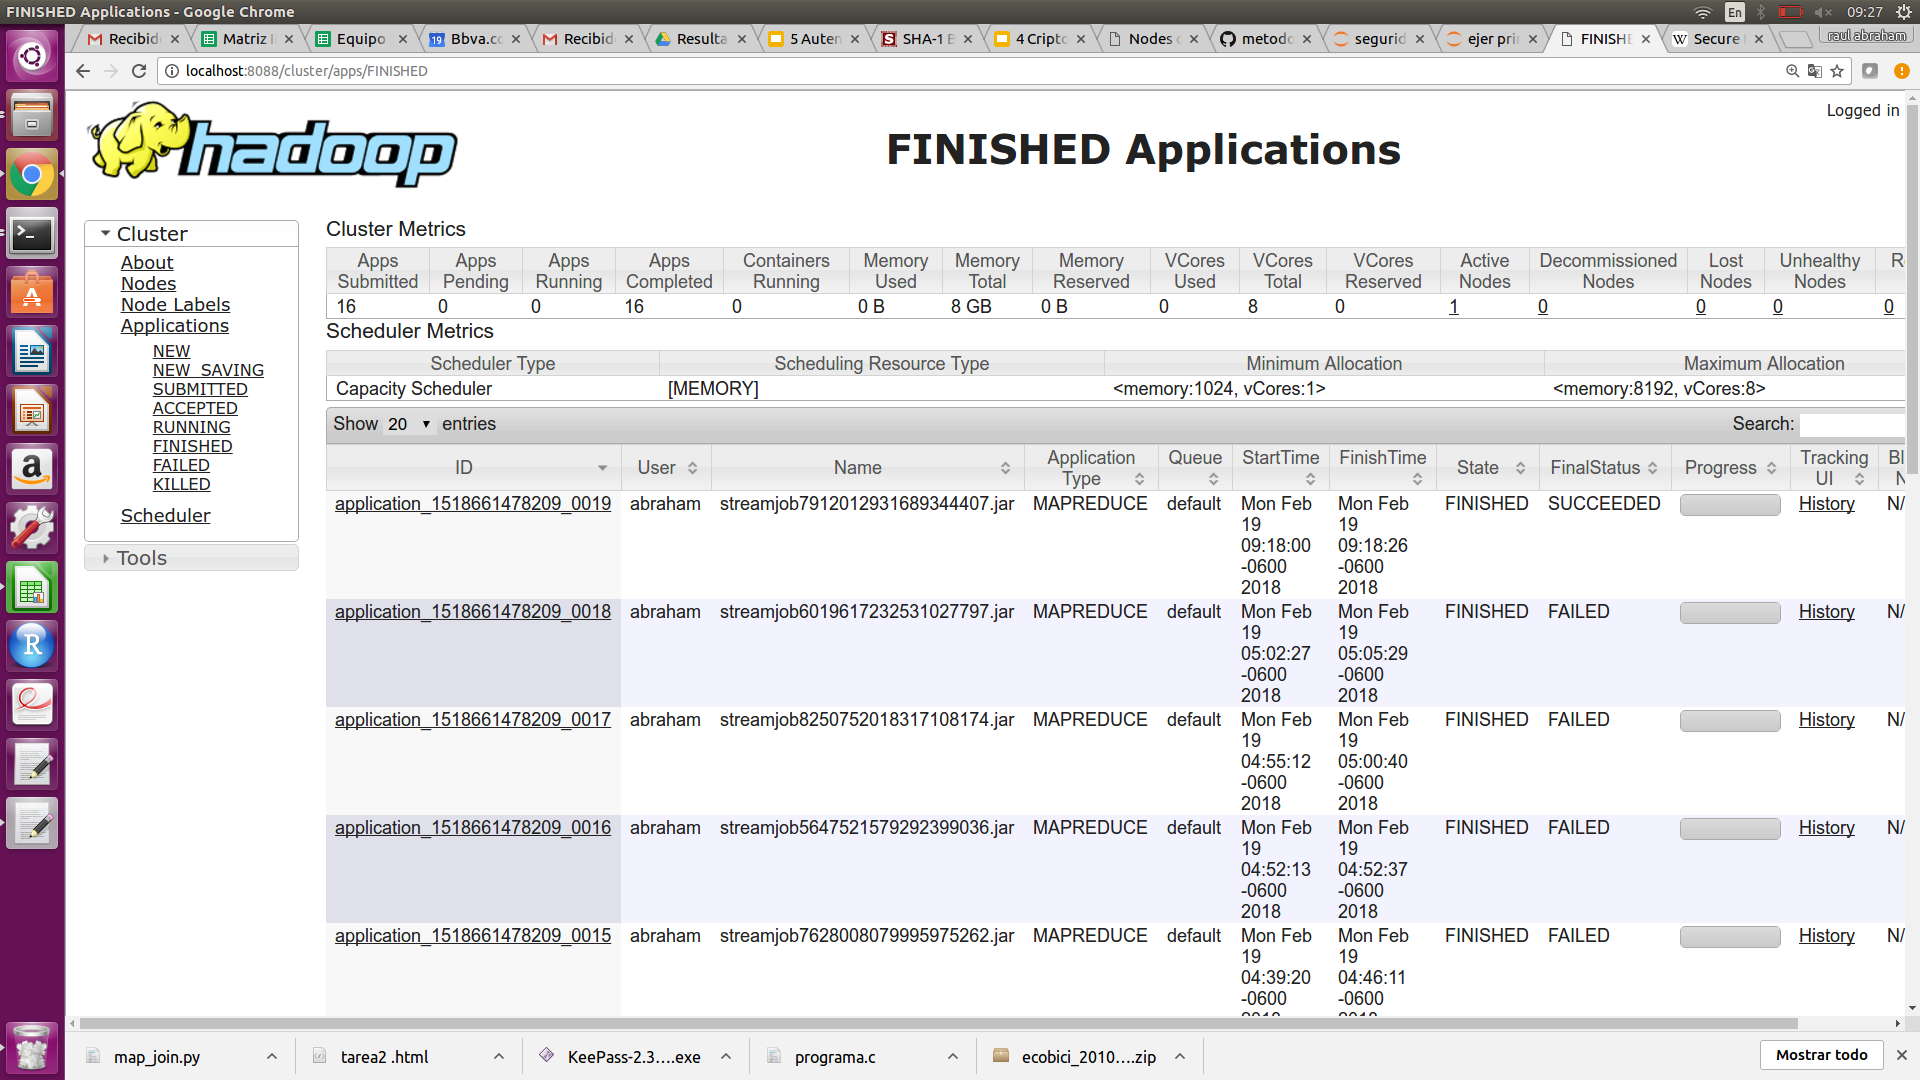 FINISHED Applications - Google Chrome
En
09:27
Recibid
Matriz
Equipo
19
Bbva.cc
Recibid
Resulta
5 Auten
SHA-1 B
4 Cripto
Nodes o
metodo
segurid
ejer pri
FINISHE
Secure
raul abraham
localhost:8088/cluster/apps/FINISHED
Logged in
hadoop
FINISHED Applications
Cluster
About
Nodes
Node Labels
Applications
NEW
NEW_SAVING
SUBMITTED
ACCEPTED
RUNNING
FINISHED
FAILED
KILLED
Scheduler
Tools
Cluster Metrics
Apps Submitted Apps Pending Apps Running Apps Completed Containers Running Memory Used Memory Total Memory Reserved VCores Used VCores Total VCores Reserved Active Nodes Decommissioned Nodes Lost Nodes Unhealthy Nodes R
16 0 0 16 0 0 B 8 GB 0 B 0 8 0 1 0 0 0 0
Scheduler Metrics
Scheduler Type Scheduling Resource Type Minimum Allocation Maximum Allocation
Capacity Scheduler [MEMORY] <memory:1024, vCores:1> <memory:8192, vCores:8>
Show 20 entries Search:
ID User Name Application Type Queue StartTime FinishTime State FinalStatus Progress Tracking UI Bl N
application_1518661478209_0019 abraham streamjob7912012931689344407.jar MAPREDUCE default Mon Feb 19 09:18:00 -0600 2018 Mon Feb 19 09:18:26 -0600 2018 FINISHED SUCCEEDED History N/
application_1518661478209_0018 abraham streamjob6019617232531027797.jar MAPREDUCE default Mon Feb 19 05:02:27 -0600 2018 Mon Feb 19 05:05:29 -0600 2018 FINISHED FAILED History N/
application_1518661478209_0017 abraham streamjob8250752018317108174.jar MAPREDUCE default Mon Feb 19 04:55:12 -0600 2018 Mon Feb 19 05:00:40 -0600 2018 FINISHED FAILED History N/
application_1518661478209_0016 abraham streamjob5647521579292399036.jar MAPREDUCE default Mon Feb 19 04:52:13 -0600 2018 Mon Feb 19 04:52:37 -0600 2018 FINISHED FAILED History N/
application_1518661478209_0015 abraham streamjob7628008079995975262.jar MAPREDUCE default Mon Feb 19 04:39:20 -0600 2018 Mon Feb 19 04:46:11 -0600 2018 FINISHED FAILED History N/
map_join.py
tarea2 .html
KeePass-2.3....exe
programa.c
ecobici_2010....zip
Mostrar todo